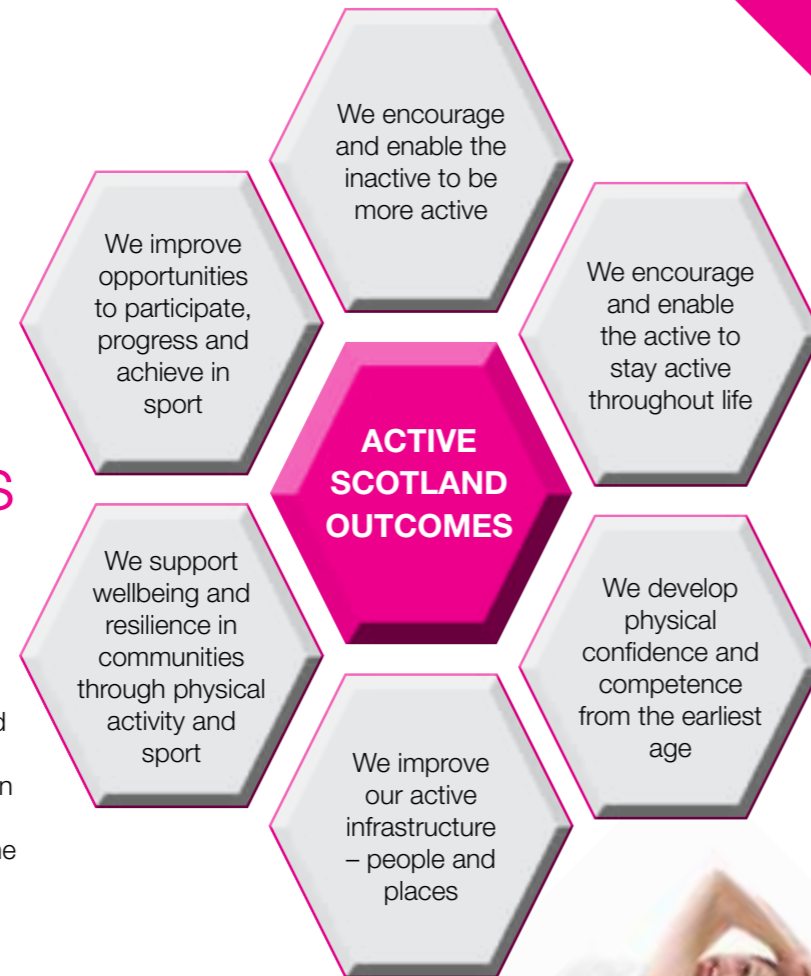 We encourage
and enable the
inactive to be
more active
We improve
opportunities
to participate,
progress and
achieve in
sport
We encourage
and enable
the active to
stay active
throughout life
ACTIVE
SCOTLAND
OUTCOMES
We support
wellbeing and
resilience in
communities
through physical
activity and
sport
We develop
physical
confidence and
competence
from the earliest
age
We improve
our active
infrastructure
– people and
places